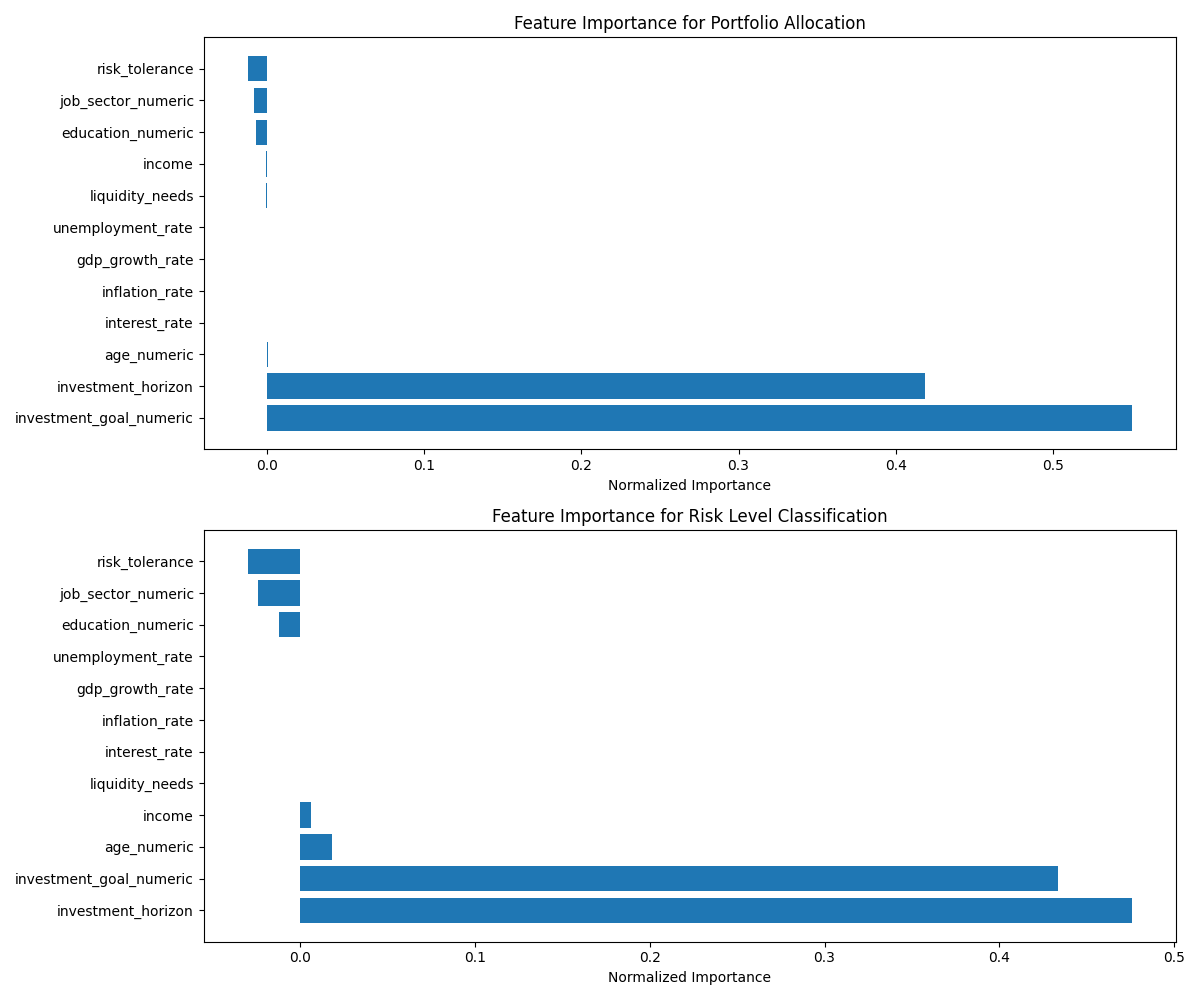 Feature Importance for Portfolio Allocation
risk_tolerance
job_sector_numeric
education_numeric
income
liquidity_needs
unemployment_rate
gdp_growth_rate
inflation_rate
interest_rate
age_numeric
investment_horizon
investment_goal_numeric
0.0 0.1 0.2 0.3 0.4 0.5
Normalized Importance
Feature Importance for Risk Level Classification
risk_tolerance
job_sector_numeric
education_numeric
unemployment_rate
gdp_growth_rate
inflation_rate
interest_rate
liquidity_needs
income
age_numeric
investment_goal_numeric
investment_horizon
0.0 0.1 0.2 0.3 0.4 0.5
Normalized Importance